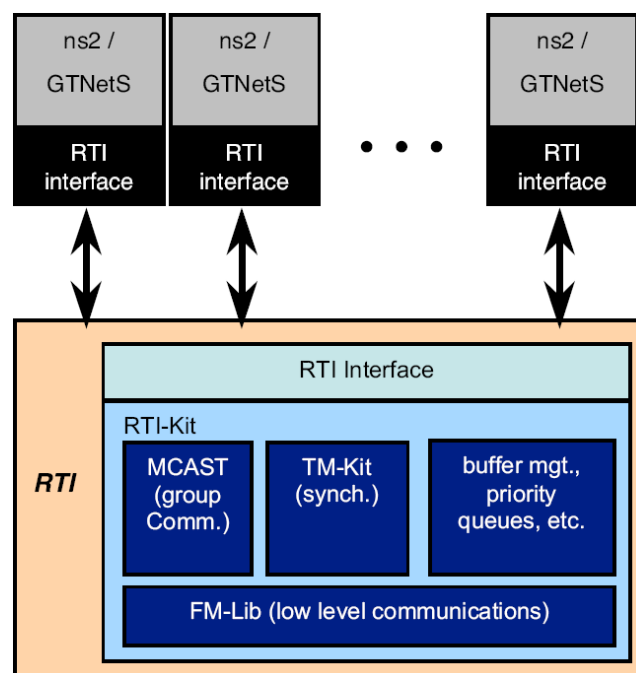 ns2 /
GTNetS
RTI
interface
ns2 /
GTNetS
RTI
interface
• • •
ns2 /
GTNetS
RTI
interface
RTI
RTI Interface
RTI-Kit
MCAST
(group
Comm.)
TM-Kit
(synch.)
buffer mgt.,
priority
queues, etc.
FM-Lib (low level communications)